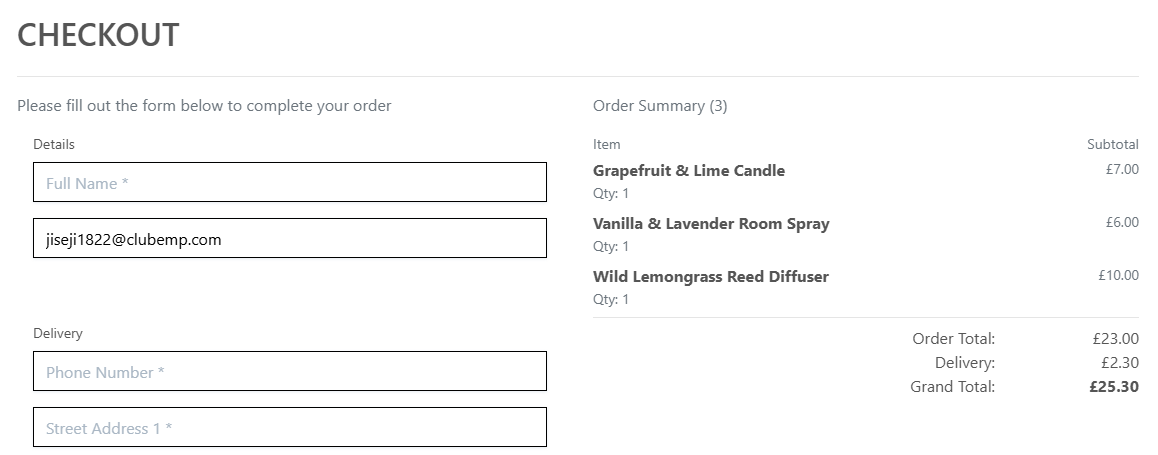 CHECKOUT
Please fill out the form below to complete your order
Details
Full Name *
jiseji1822@clubemp.com
Delivery
Phone Number *
Street Address 1 *
Order Summary (3)
Item Subtotal
Grapefruit & Lime Candle £7.00
Qty: 1
Vanilla & Lavender Room Spray £6.00
Qty: 1
Wild Lemongrass Reed Diffuser £10.00
Qty: 1
Order Total: £23.00
Delivery: £2.30
Grand Total: £25.30